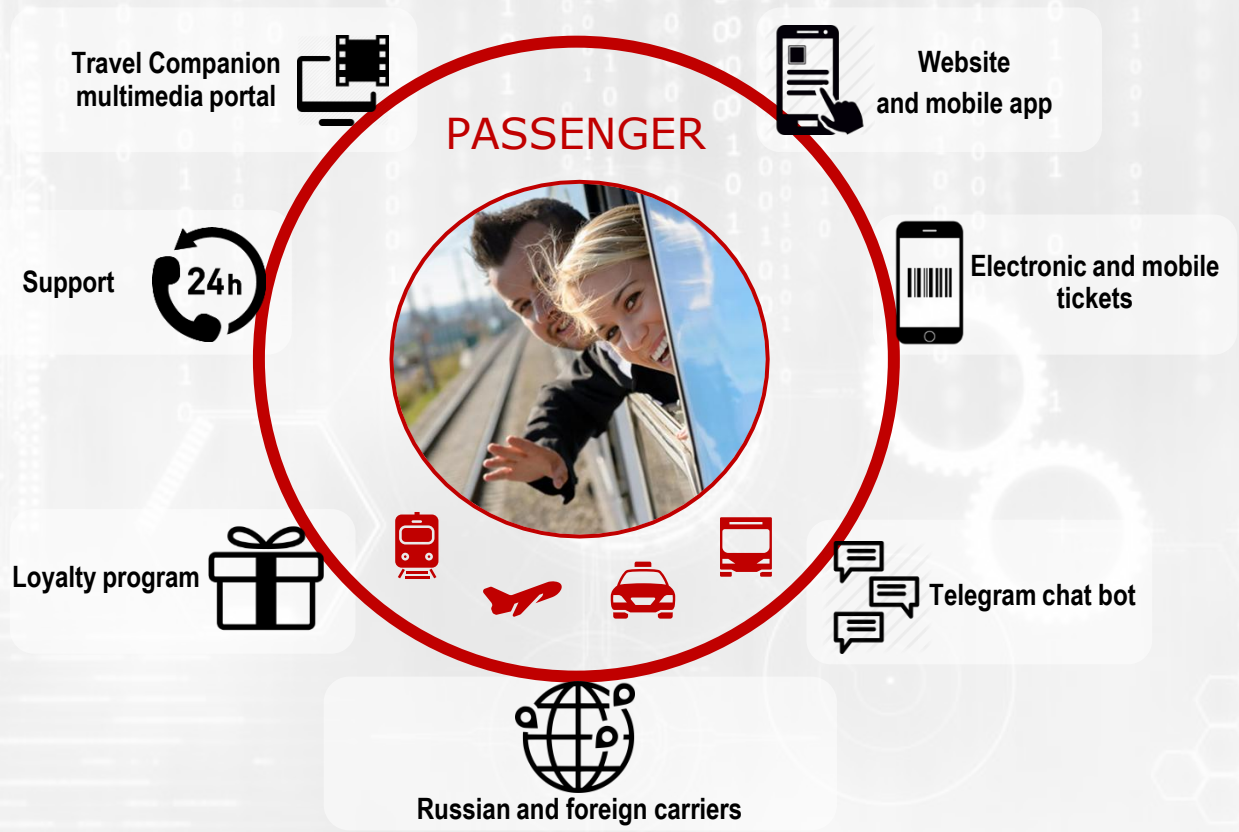 Travel Companion
multimedia portal
Website
and mobile app
PASSENGER
Support
24h
Electronic and mobile
tickets
Loyalty program
Telegram chat bot
Russian and foreign carriers